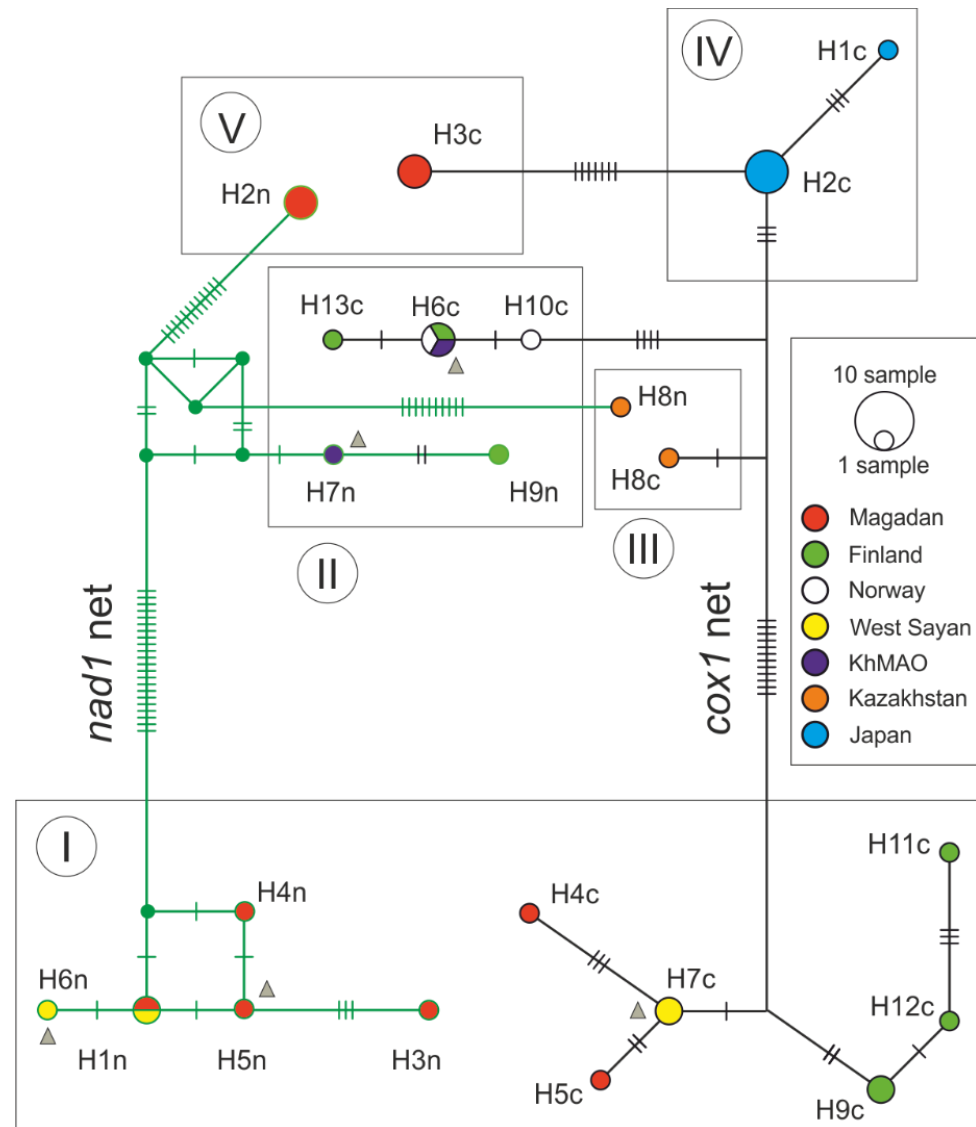 IV
H1c
V
H3c
H2n
H2c
H13c
H6c
H10c
10 sample
1 sample
H8n
H8c
H7n
H9n
III
II
Magadan
Finland
Norway
West Sayan
KhMAO
Kazakhstan
Japan
nad1 net
cox1 net
I
H11c
H4n
H4c
H6n
H7c
H12c
H1n
H5n
H3n
H5c
H9c